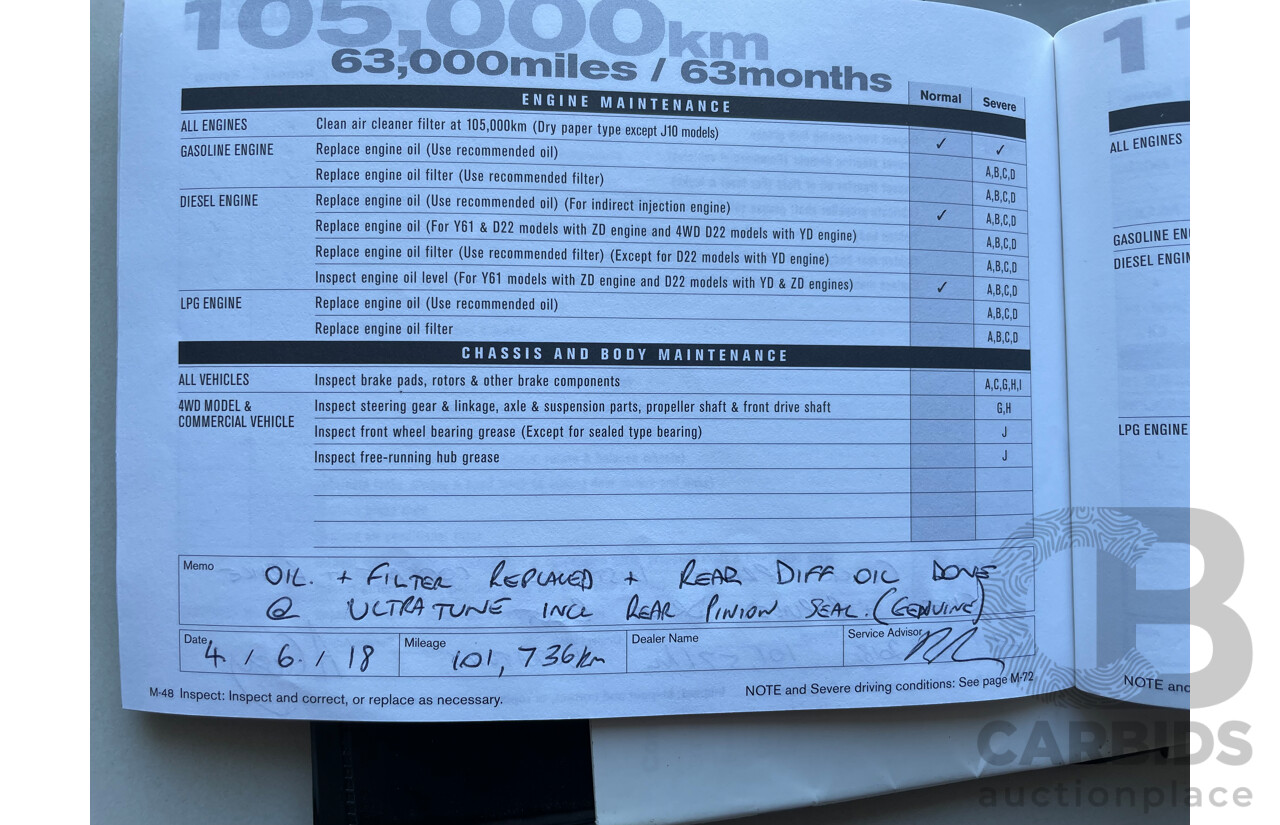 105,000km
63,000miles / 63months
Normal Severe
ENGINE MAINTENANCE
ALL ENGINES Clean air cleaner filter at 105,000km (Dry paper type except J10 models) ✓ ✓
GASOLINE ENGINE Replace engine oil (Use recommended oil) A,B,C,D
Replace engine oil filter (Use recommended filter) A,B,C,D
DIESEL ENGINE Replace engine oil (Use recommended oil) (For indirect injection engine) ✓ A,B,C,D
Replace engine oil (For Y61 & D22 models with ZD engine and 4WD D22 models with YD engine) A,B,C,D
Replace engine oil filter (Use recommended filter) (Except for D22 models with YD engine) A,B,C,D
Inspect engine oil level (For Y61 models with ZD engine and D22 models with YD & ZD engines) ✓ A,B,C,D
LPG ENGINE Replace engine oil (Use recommended oil) A,B,C,D
Replace engine oil filter A,B,C,D
CHASSIS AND BODY MAINTENANCE
ALL VEHICLES Inspect brake pads, rotors & other brake components A,C,G,H,I
4WD MODEL & Inspect steering gear & linkage, axle & suspension parts, propeller shaft & front drive shaft G,H
COMMERCIAL VEHICLE
Inspect front wheel bearing grease (Except for sealed type bearing) J
Inspect free-running hub grease J
Memo OIL. + FILTER REPLACED + REAR DIFF OIL DONE
@ ULTRATUNE INCL REAR PINION SEAL. (GENUINE)
Date 4 / 6 / 18 Mileage 101,736km Dealer Name Service Advisor
M-48 Inspect: Inspect and correct, or replace as necessary. NOTE and Severe driving conditions: See page M-72
11
ALL ENGINES
GASOLINE EN
DIESEL ENGIN
LPG ENGINE
NOTE and
CB
CARBIDS
auctionplace